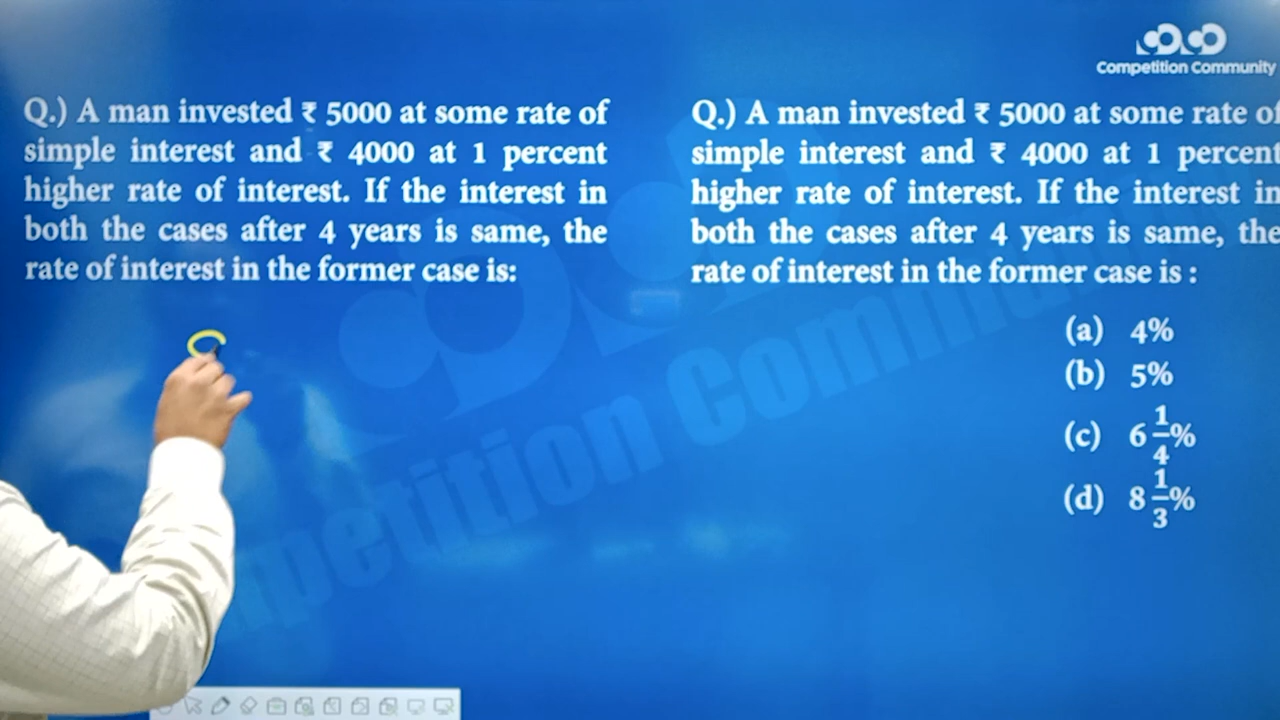 Competition Community
Q.) A man invested ₹ 5000 at some rate of
simple interest and ₹ 4000 at 1 percent
higher rate of interest. If the interest in
both the cases after 4 years is same, the
rate of interest in the former case is:
Q.) A man invested ₹ 5000 at some rate of
simple interest and ₹ 4000 at 1 percent
higher rate of interest. If the interest in
both the cases after 4 years is same, the
rate of interest in the former case is :
(a) 4%
(b) 5%
(c) 6 1/4%
(d) 8 1/3%
petition Community